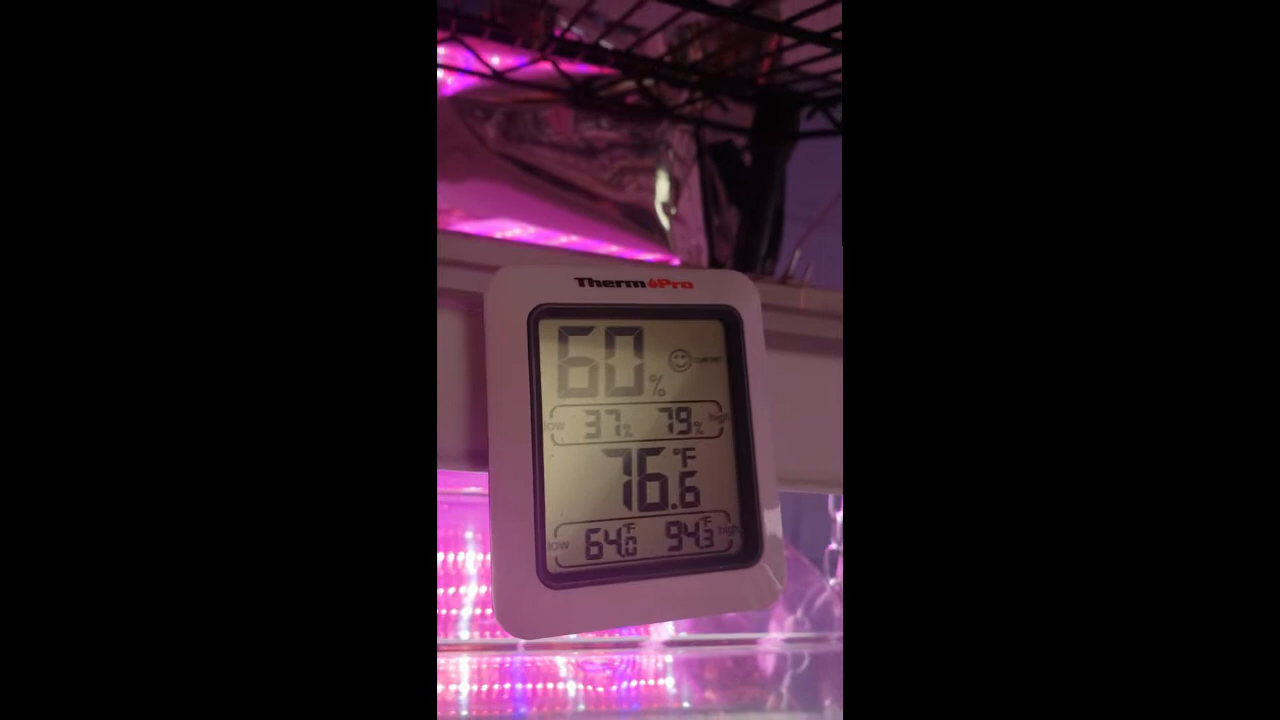 ThermoPro
60% COMFORT
low 37% 79% high
76.6°F
low 64.0°F 94.3°F high